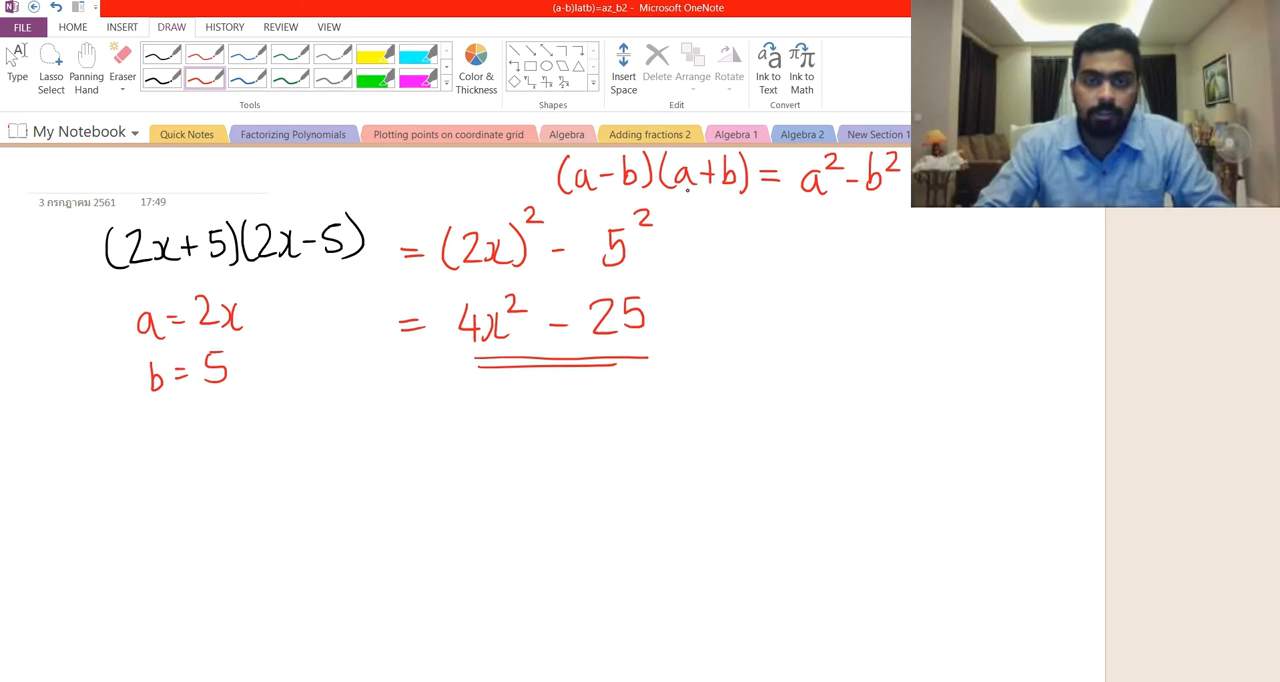 (a-b)latb)=az_b2 - Microsoft OneNote
FILE HOME INSERT DRAW HISTORY REVIEW VIEW
Type Lasso Select Panning Hand Eraser Color & Thickness Insert Space Delete Arrange Rotate Ink to Text Ink to Math
Tools Shapes Edit Convert
My Notebook Quick Notes Factorizing Polynomials Plotting points on coordinate grid Algebra Adding fractions 2 Algebra 1 Algebra 2 New Section 1
(a-b)(a+b) = a² - b²
3 กรกฎาคม 2561 17:49
(2x+5)(2x-5) = (2x)² - 5²
a = 2x = 4x² - 25
b = 5